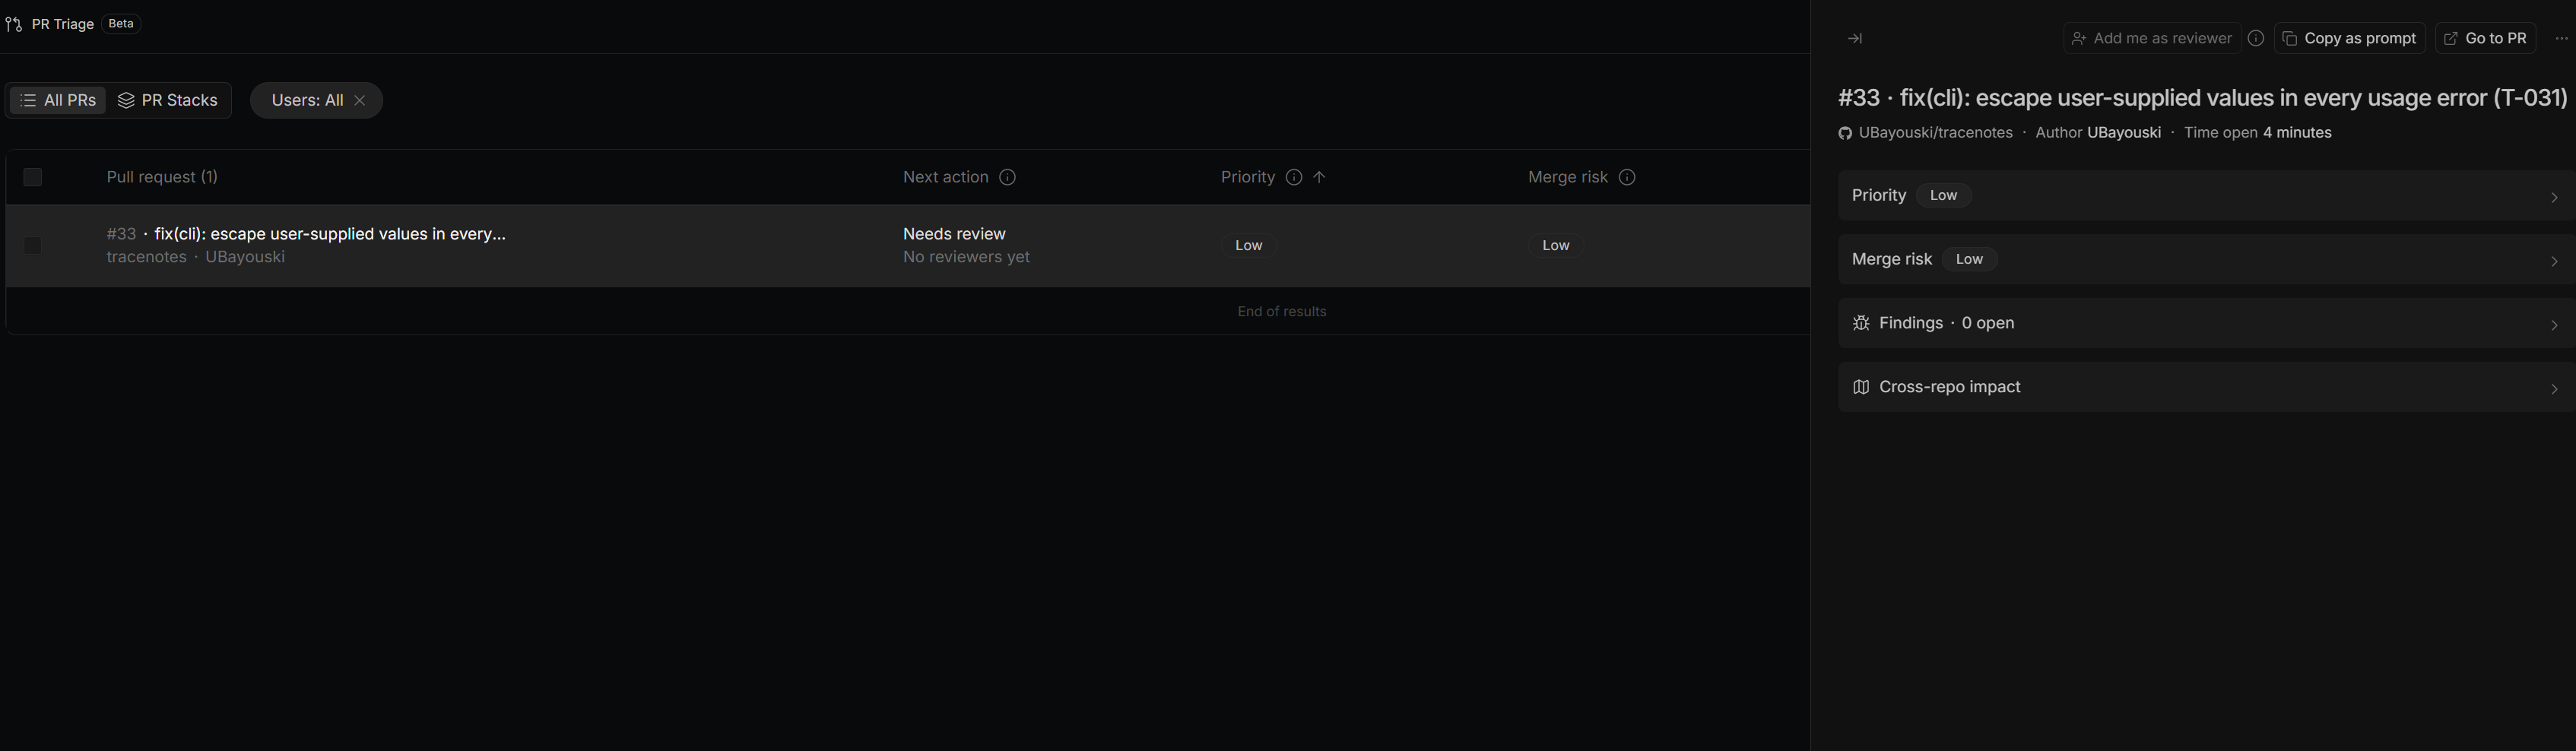 PR Triage Beta
All PRs PR Stacks Users: All
Pull request (1) Next action Priority Merge risk
#33 · fix(cli): escape user-supplied values in every... Needs review Low Low
tracenotes · UBayouski No reviewers yet
End of results
Add me as reviewer Copy as prompt Go to PR
#33 · fix(cli): escape user-supplied values in every usage error (T-031)
UBayouski/tracenotes · Author UBayouski · Time open 4 minutes
Priority Low
Merge risk Low
Findings · 0 open
Cross-repo impact